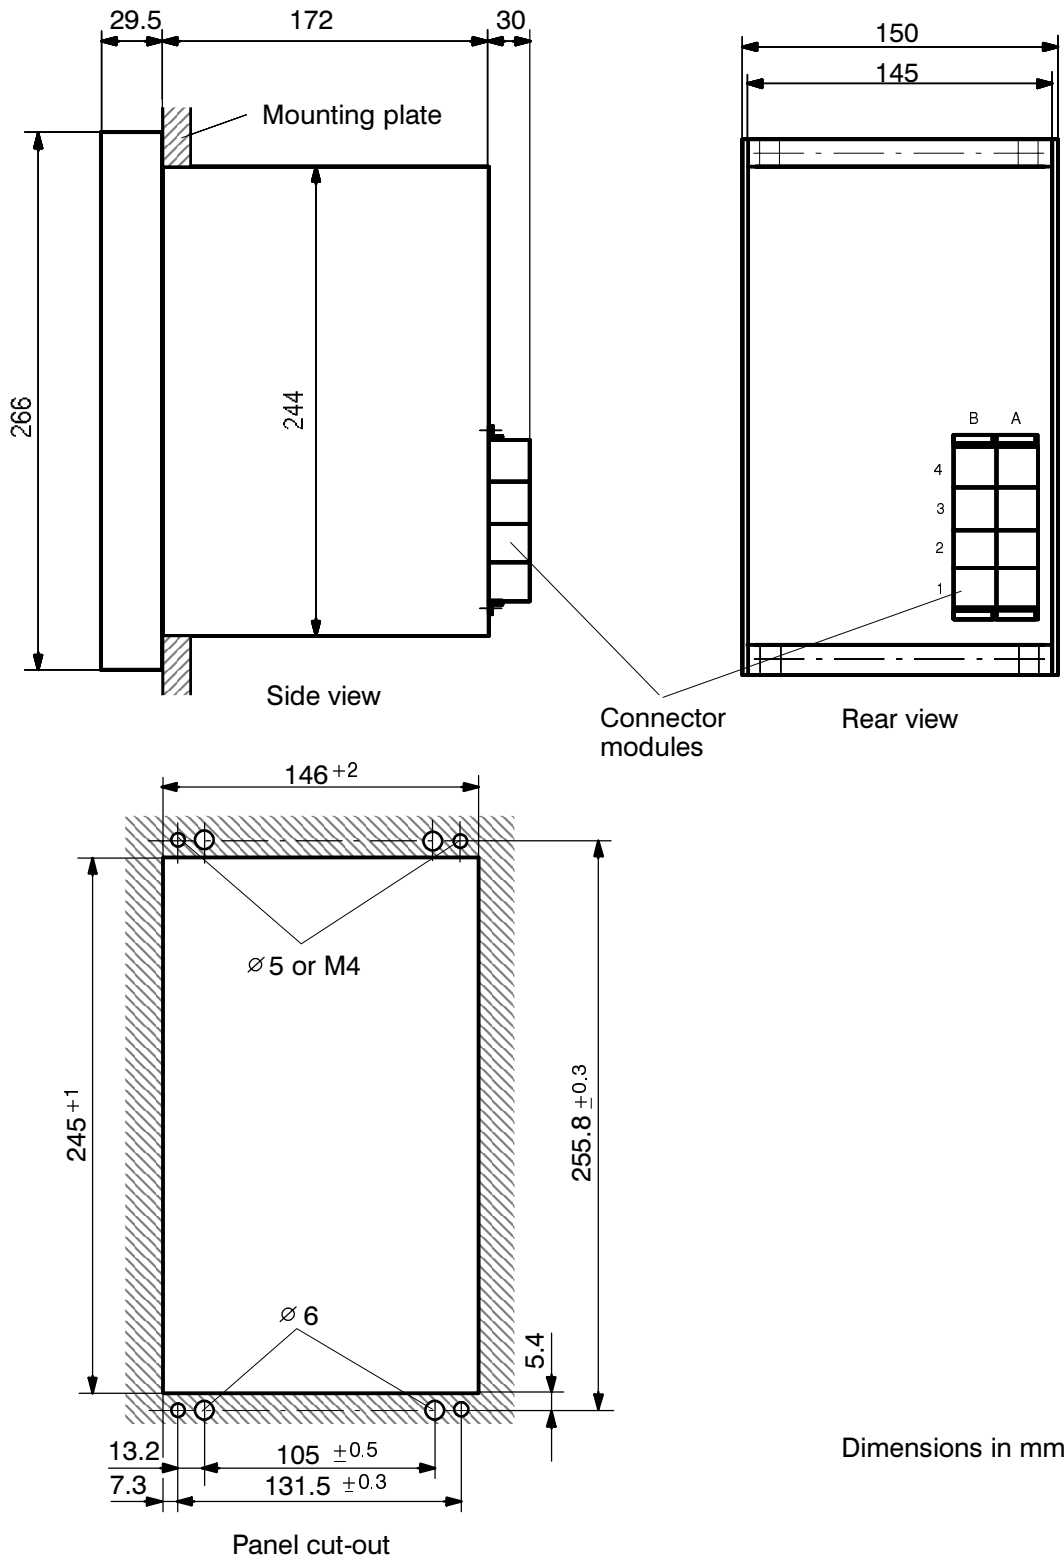 29.5 172 30
Mounting plate
266
244
Side view
150
145
B A
4
3
2
1
Connector
modules
Rear view
146 +2
⌀ 5 or M4
245 +1
255.8 ±0.3
⌀ 6
5.4
13.2 105 ±0.5
7.3 131.5 ±0.3
Panel cut-out
Dimensions in mm